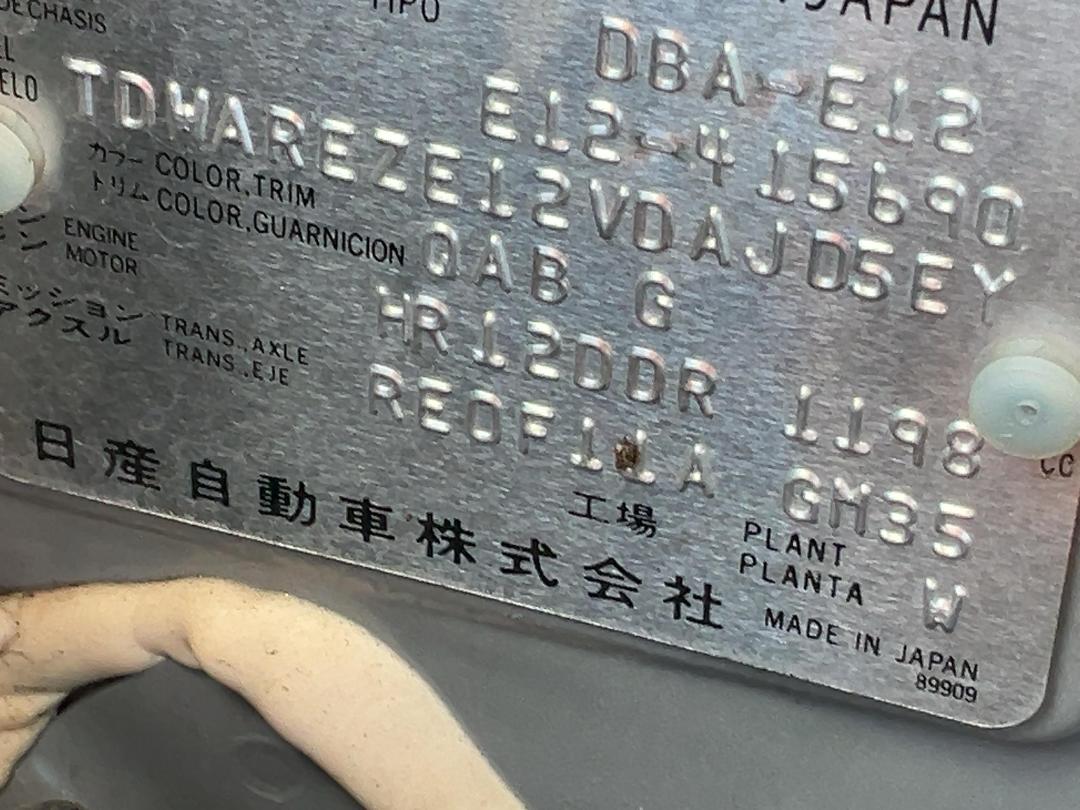 TIPO
JAPAN
DE CHASIS
DBA-E12
E12-415690
ELO
TDWAREZE12VDAJD5EY
カラー COLOR,TRIM
トリム COLOR,GUARNICION
QAB G
ENGINE
MOTOR
HR12DDR 1198
CC
ミッション TRANS.,AXLE
アクスル TRANS.,EJE
RE0F11A GM35
工場 PLANT
PLANTA W
日産自動車株式会社
MADE IN JAPAN
89909